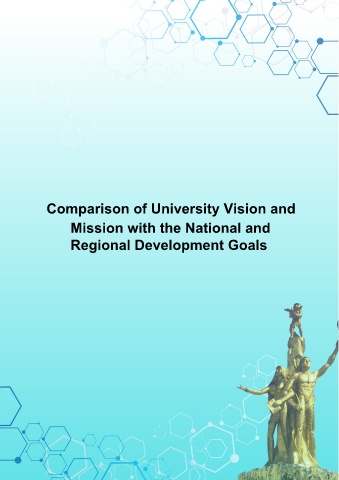 Comparison of University Vision and
Mission with the National and
Regional Development Goals